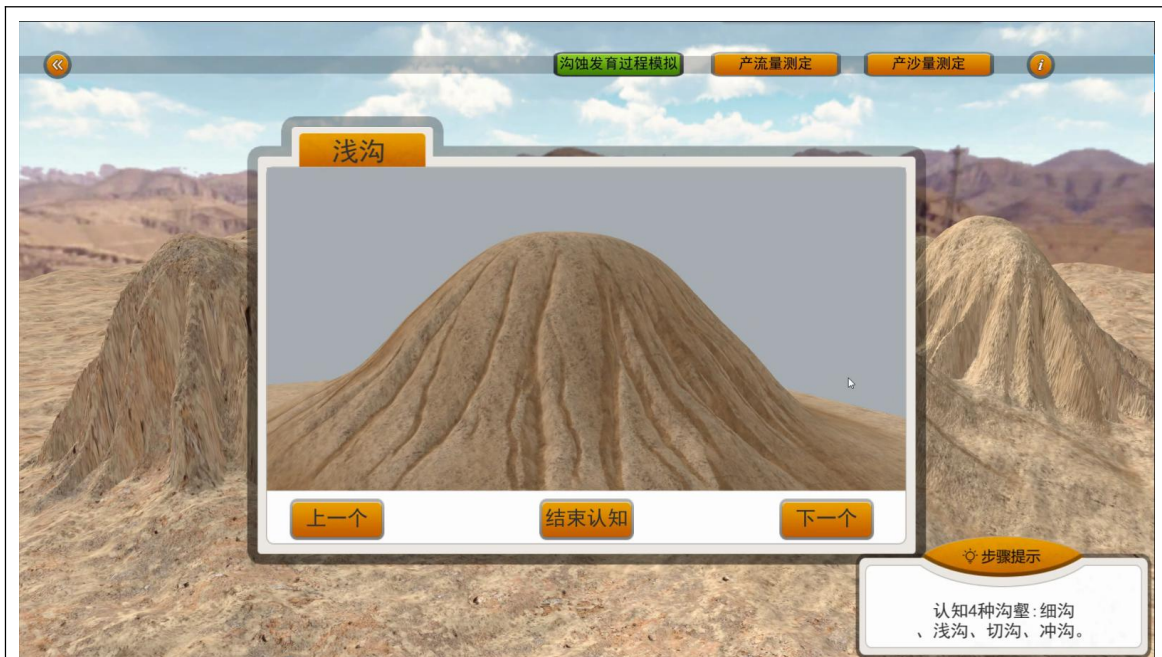 沟蚀发育过程模拟
产流量测定
产沙量测定
浅沟
上一个
结束认知
下一个
步骤提示
认知4种沟壑:细沟
、浅沟、切沟、冲沟。